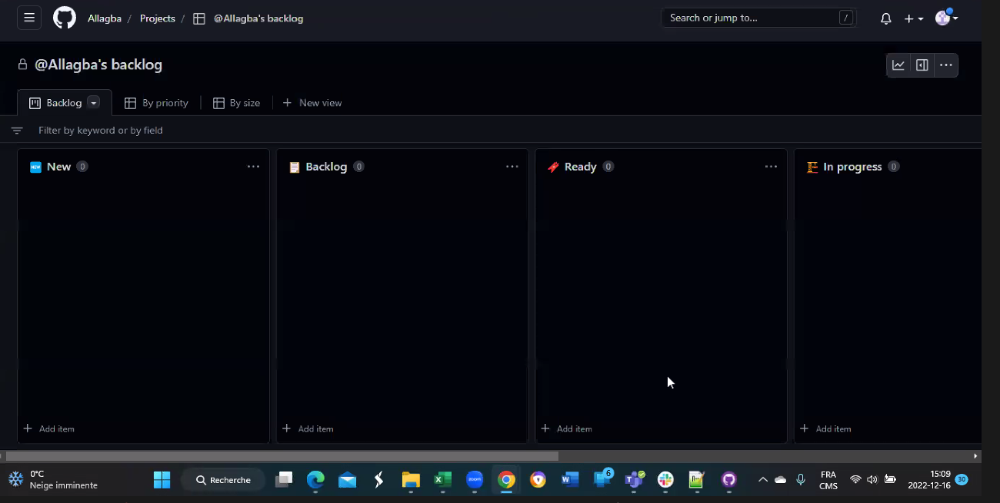 Allagba / Projects / @Allagba's backlog
Search or jump to... /
@Allagba's backlog
Backlog By priority By size + New view
Filter by keyword or by field
NEW New 0 Backlog 0 Ready 0 In progress 0
+ Add item + Add item + Add item + Add item
0°C
Neige imminente
Recherche
zoom
6
FRA
CMS
15:09
2022-12-16
30